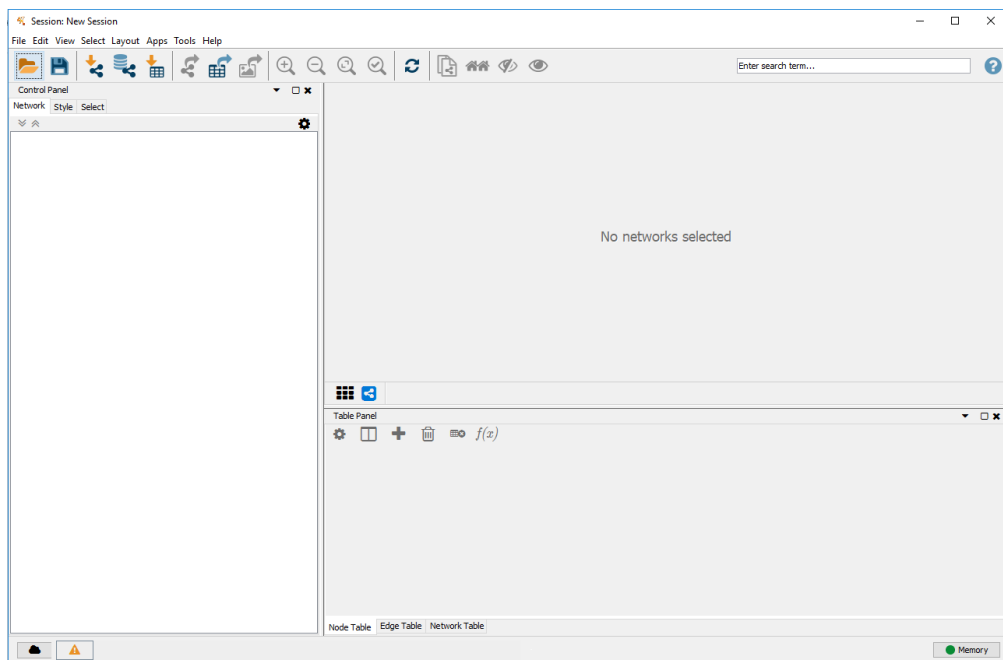 Session: New Session
File Edit View Select Layout Apps Tools Help
Enter search term...
Control Panel
Network Style Select
No networks selected
Table Panel
f(x)
Node Table Edge Table Network Table
Memory